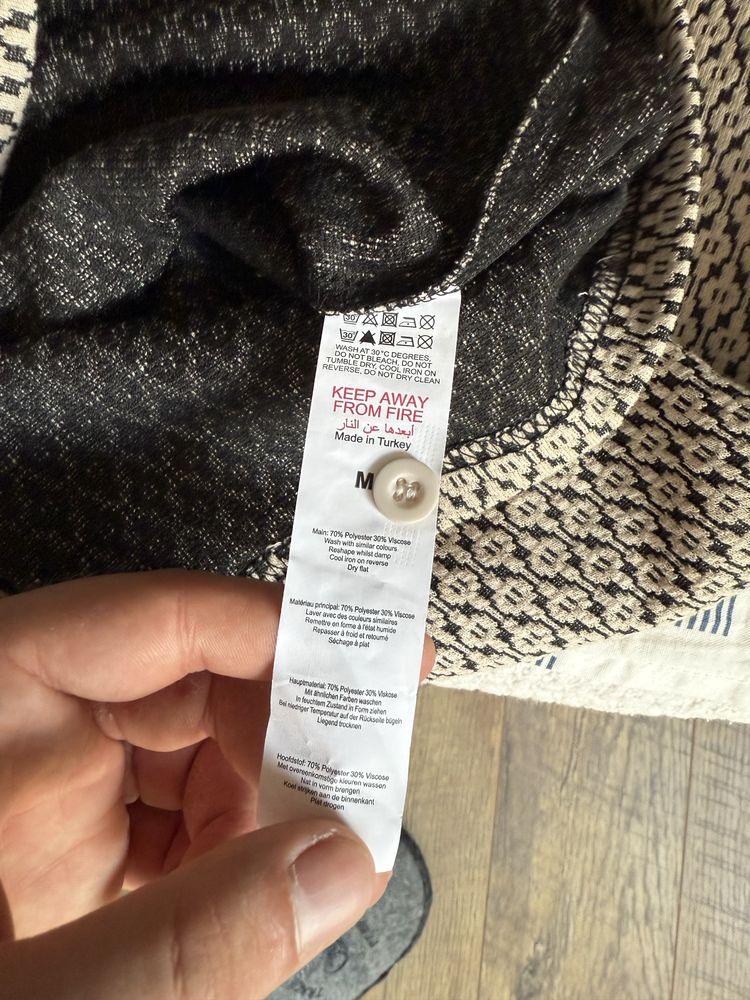 30
30
WASH AT 30°C DEGREES,
DO NOT BLEACH, DO NOT
TUMBLE DRY, COOL IRON ON
REVERSE, DO NOT DRY CLEAN
KEEP AWAY
FROM FIRE
أبعدها عن النار
Made in Turkey
M
Main: 70% Polyester 30% Viscose
Wash with similar colours
Reshape whilst damp
Cool iron on reverse
Dry flat
Matériau principal: 70% Polyester 30% Viscose
Laver avec des couleurs similaires
Remettre en forme à l'état humide
Repasser à froid et retourné
Séchage à plat
Hauptmaterial: 70% Polyester 30% Viskose
Mit ähnlichen Farben waschen
In feuchtem Zustand in Form ziehen
Bei niedriger Temperatur auf der Rückseite bügeln
Liegend trocknen
Hoofdstof: 70% Polyester 30% Viscose
Met overeenkomstige kleuren wassen
Nat in vorm brengen
Koel strijken aan de binnenkant
Plat drogen